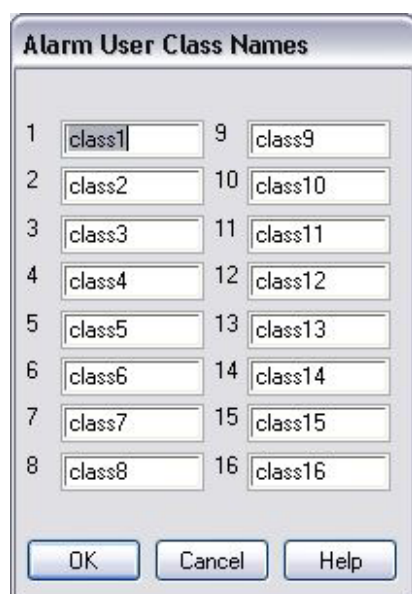 Alarm User Class Names
1 class1 9 class9
2 class2 10 class10
3 class3 11 class11
4 class4 12 class12
5 class5 13 class13
6 class6 14 class14
7 class7 15 class15
8 class8 16 class16
OK Cancel Help